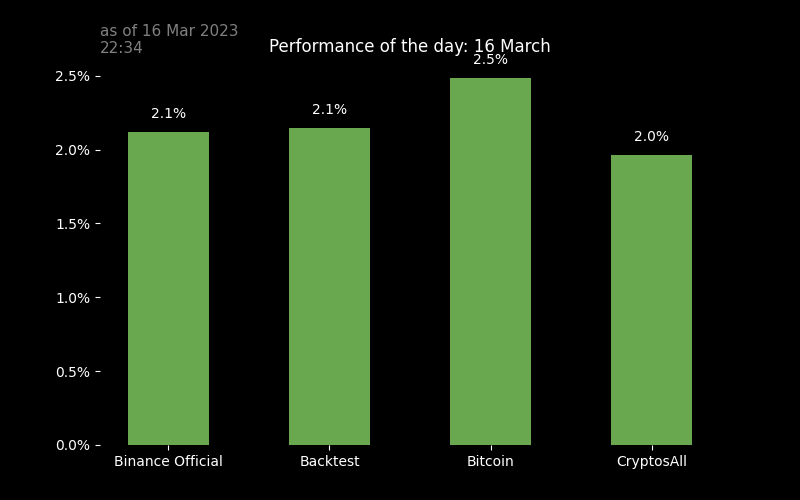 as of 16 Mar 2023
22:34
Performance of the day: 16 March
2.5%
2.5%
2.1%
2.1%
2.0%
2.0%
1.5%
1.0%
0.5%
0.0%
Binance Official
Backtest
Bitcoin
CryptosAll